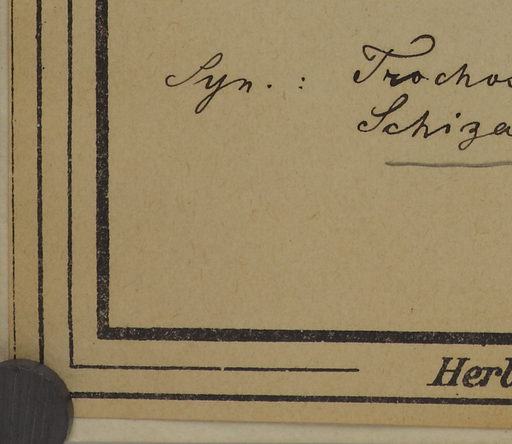 Syn. : Trochos
Schiza
Herb